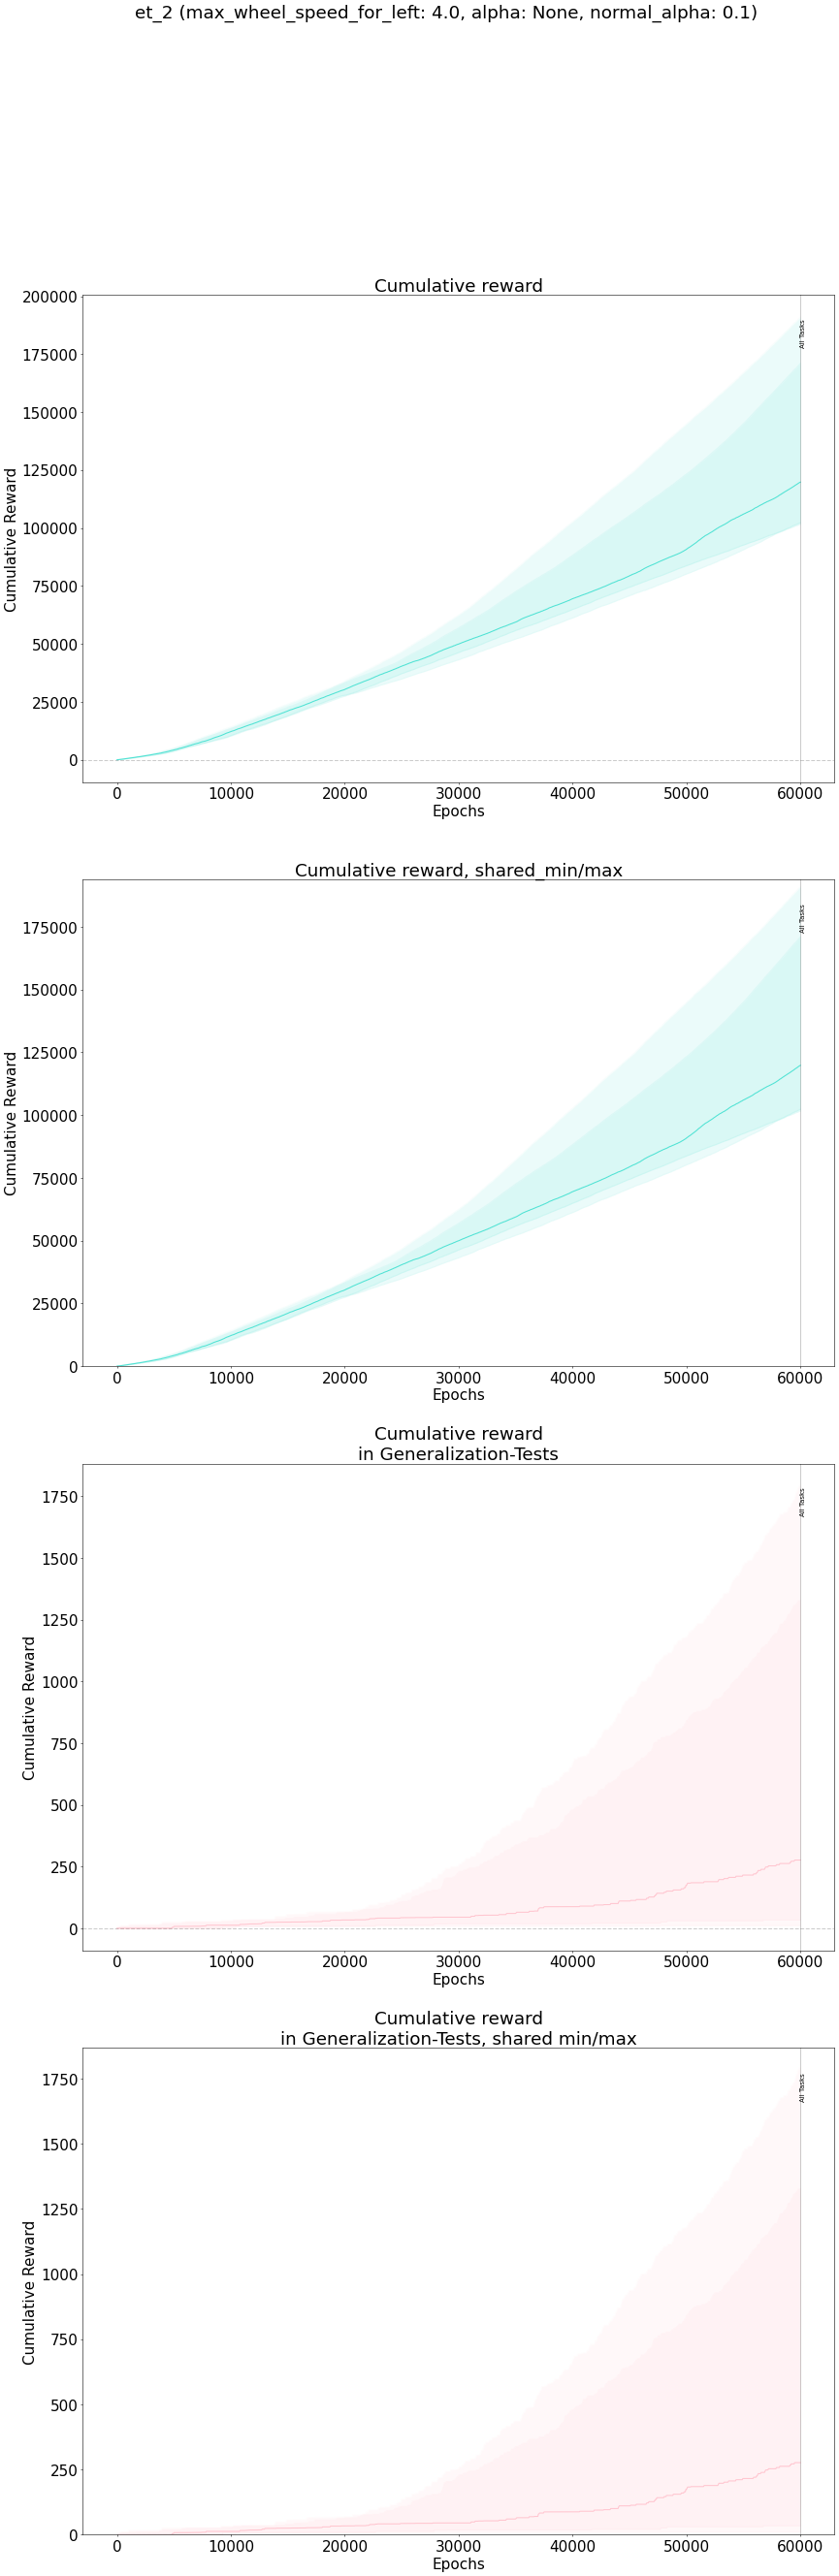 et_2 (max_wheel_speed_for_left: 4.0, alpha: None, normal_alpha: 0.1)
Cumulative reward
200000
175000
150000
125000
100000
75000
50000
25000
0
Cumulative Reward
All Tasks
0 10000 20000 30000 40000 50000 60000
Epochs
Cumulative reward, shared_min/max
175000
150000
125000
100000
75000
50000
25000
0
Cumulative Reward
All Tasks
0 10000 20000 30000 40000 50000 60000
Epochs
Cumulative reward
in Generalization-Tests
1750
1500
1250
1000
750
500
250
0
Cumulative Reward
All Tasks
0 10000 20000 30000 40000 50000 60000
Epochs
Cumulative reward
in Generalization-Tests, shared min/max
1750
1500
1250
1000
750
500
250
0
Cumulative Reward
All Tasks
0 10000 20000 30000 40000 50000 60000
Epochs